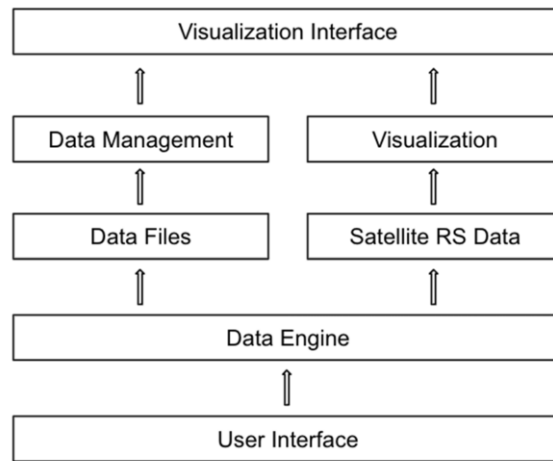 Visualization Interface
Data Management
Visualization
Data Files
Satellite RS Data
Data Engine
User Interface